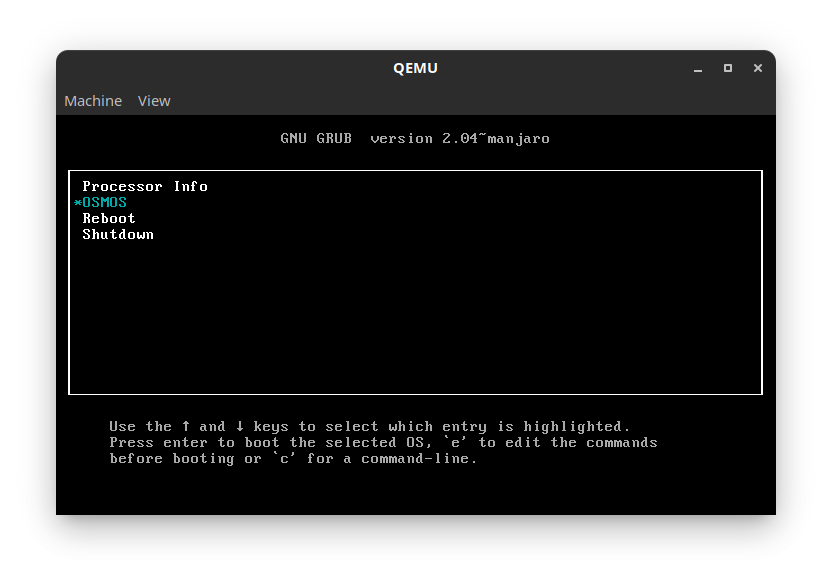 QEMU
Machine View
GNU GRUB version 2.04~manjaro
Processor Info
*OSMOS
Reboot
Shutdown
Use the ↑ and ↓ keys to select which entry is highlighted.
Press enter to boot the selected OS, `e' to edit the commands
before booting or `c' for a command-line.